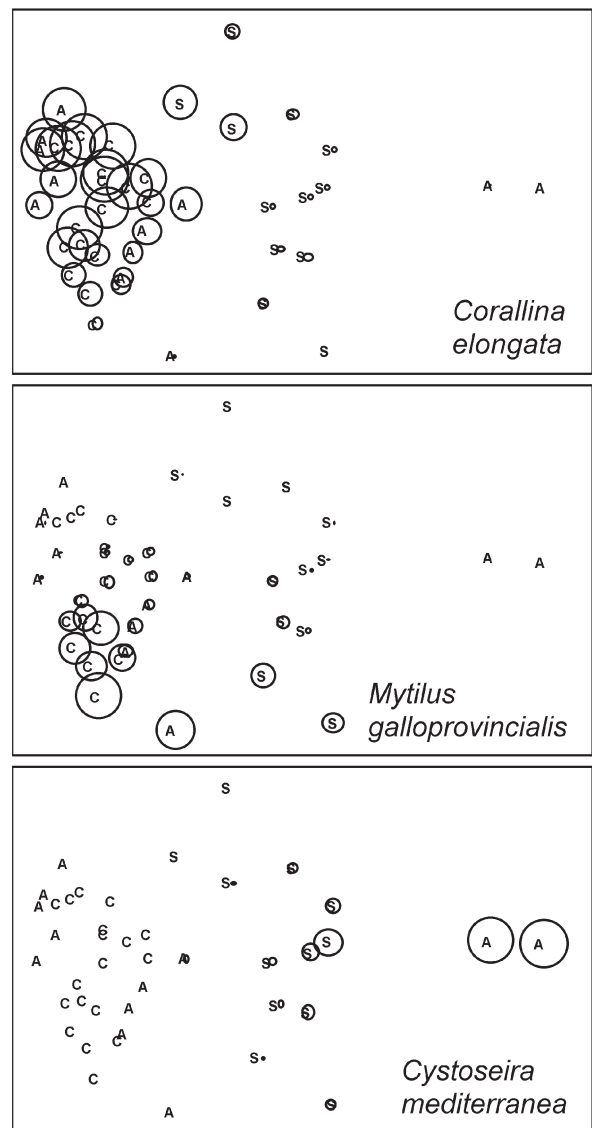 S
S
A S
S
A C C
A C C S
A C C C
C S A A
A C A S
C S
C A
C C S
C A S
C A
C C
S
C
A S
Corallina
elongata
S
S
A S
S
A C C C
A C S
A C C C S A A
A C C A S S
C A
C C C A S S
C C A
C S
C
A S
Mytilus
galloprovincialis
S
A S S
A C C C S
A C S
A C C C S A A
A C C A S S
C A
C C C A S S
C C A
C S
C
A S
Cystoseira
mediterranea